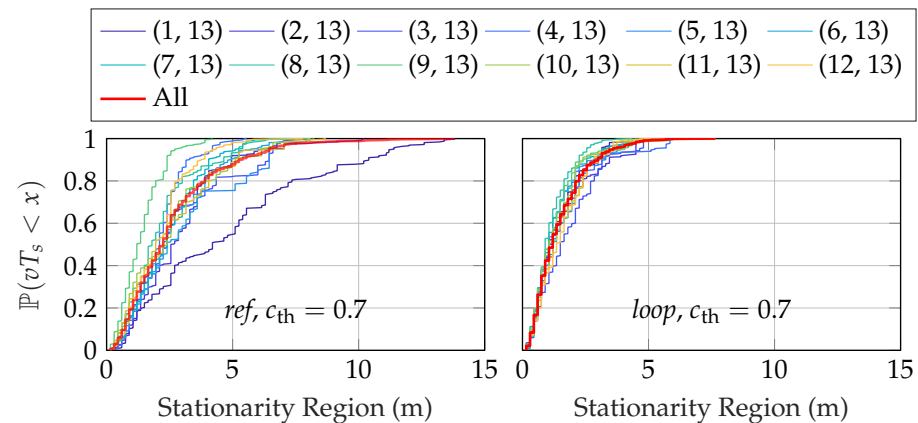 (1, 13) (2, 13) (3, 13) (4, 13) (5, 13) (6, 13)
(7, 13) (8, 13) (9, 13) (10, 13) (11, 13) (12, 13)
All
ℙ(vTₛ < x)
1
0.8
0.6
0.4
0.2
0
ref, c_th = 0.7
0 5 10 15
Stationarity Region (m)
loop, c_th = 0.7
0 5 10 15
Stationarity Region (m)